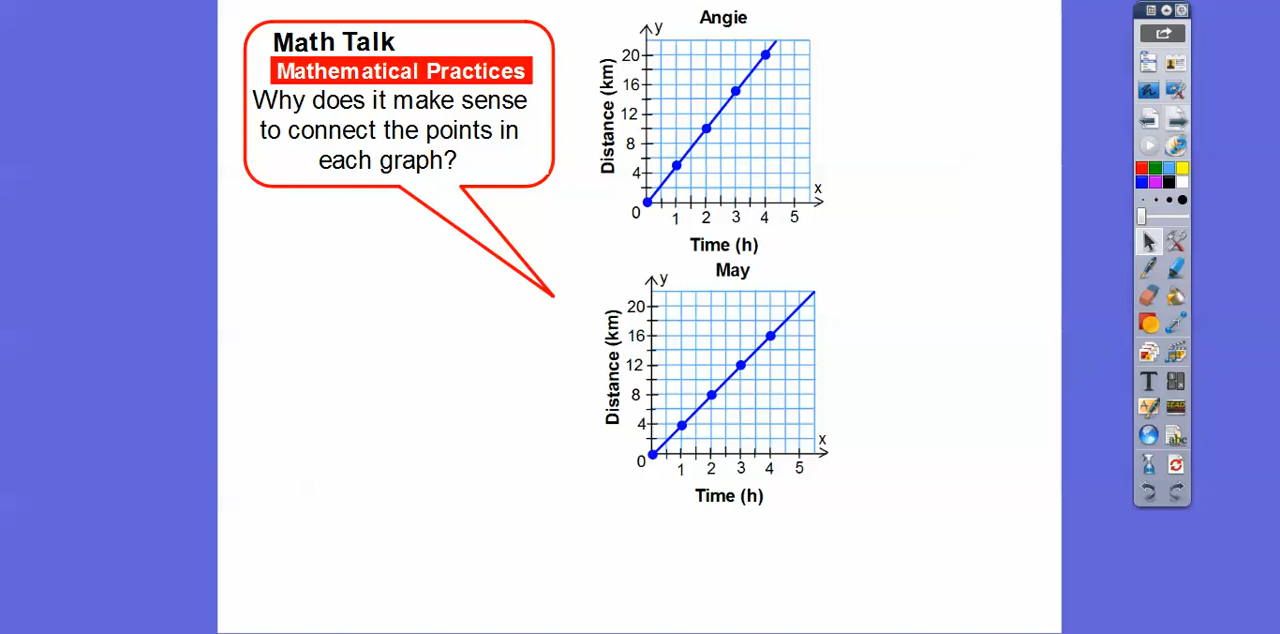 Math Talk
Mathematical Practices
Why does it make sense
to connect the points in
each graph?
Angie
y
20
16
12
8
4
0
Distance (km)
1 2 3 4 5
x
Time (h)
May
y
20
16
12
8
4
0
Distance (km)
1 2 3 4 5
x
Time (h)
T
abc